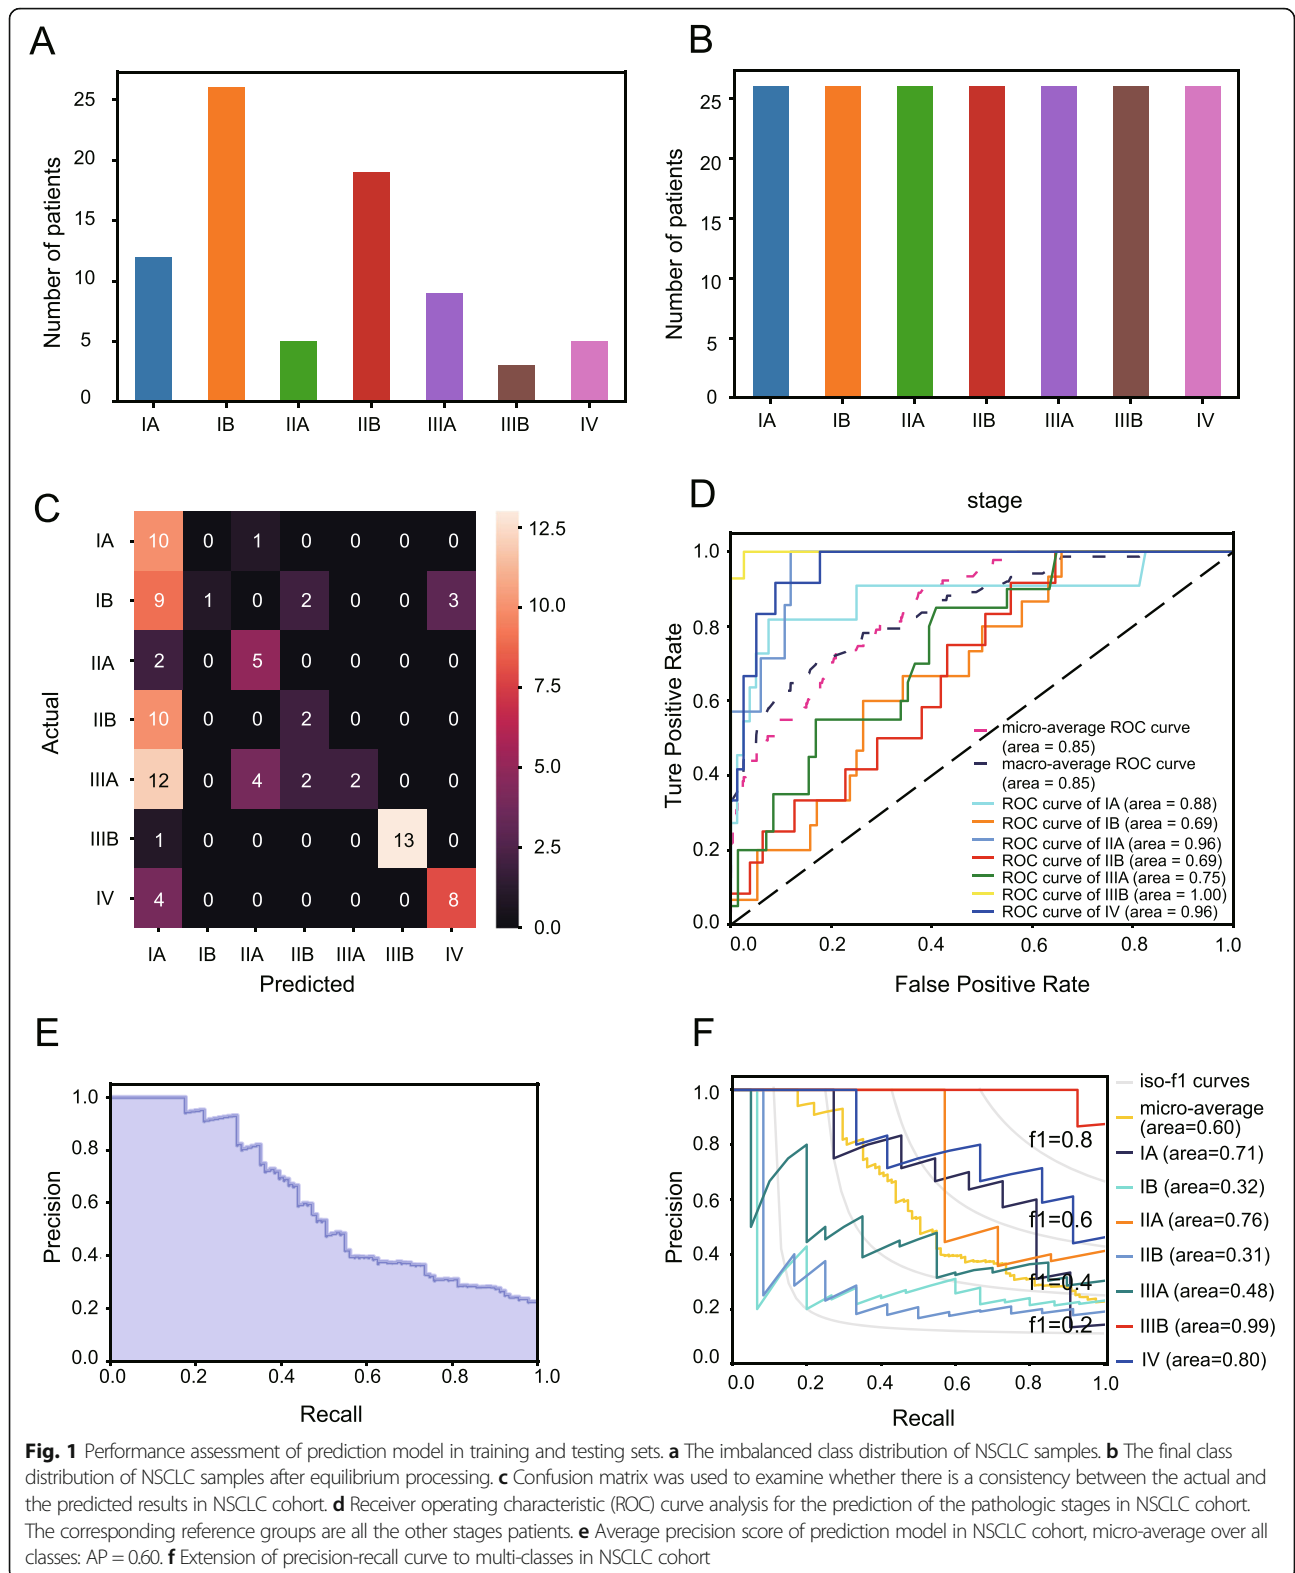 A
Number of patients
25
20
15
10
5
0
IA IB IIA IIB IIIA IIIB IV
B
Number of patients
25
20
15
10
5
0
IA IB IIA IIB IIIA IIIB IV
C
Actual
IA 10 0 1 0 0 0 0
IB 9 1 0 2 0 0 3
IIA 2 0 5 0 0 0 0
IIB 10 0 0 2 0 0 0
IIIA 12 0 4 2 2 0 0
IIIB 1 0 0 0 0 13 0
IV 4 0 0 0 0 0 8
IA IB IIA IIB IIIA IIIB IV
Predicted
12.5
10.0
7.5
5.0
2.5
0.0
D
stage
Ture Positive Rate
1.0
0.8
0.6
0.4
0.2
0.0
micro-average ROC curve
(area = 0.85)
macro-average ROC curve
(area = 0.85)
ROC curve of IA (area = 0.88)
ROC curve of IB (area = 0.69)
ROC curve of IIA (area = 0.96)
ROC curve of IIB (area = 0.69)
ROC curve of IIIA (area = 0.75)
ROC curve of IIIB (area = 1.00)
ROC curve of IV (area = 0.96)
0.0 0.2 0.4 0.6 0.8 1.0
False Positive Rate
E
Precision
1.0
0.8
0.6
0.4
0.2
0.0
0.0 0.2 0.4 0.6 0.8 1.0
Recall
F
Precision
1.0
0.8
0.6
0.4
0.2
0.0
f1=0.8
f1=0.6
f1=0.4
f1=0.2
0.0 0.2 0.4 0.6 0.8 1.0
Recall
iso-f1 curves
micro-average
(area=0.60)
IA (area=0.71)
IB (area=0.32)
IIA (area=0.76)
IIB (area=0.31)
IIIA (area=0.48)
IIIB (area=0.99)
IV (area=0.80)
Fig. 1 Performance assessment of prediction model in training and testing sets. a The imbalanced class distribution of NSCLC samples. b The final class
distribution of NSCLC samples after equilibrium processing. c Confusion matrix was used to examine whether there is a consistency between the actual and
the predicted results in NSCLC cohort. d Receiver operating characteristic (ROC) curve analysis for the prediction of the pathologic stages in NSCLC cohort.
The corresponding reference groups are all the other stages patients. e Average precision score of prediction model in NSCLC cohort, micro-average over all
classes: AP = 0.60. f Extension of precision-recall curve to multi-classes in NSCLC cohort